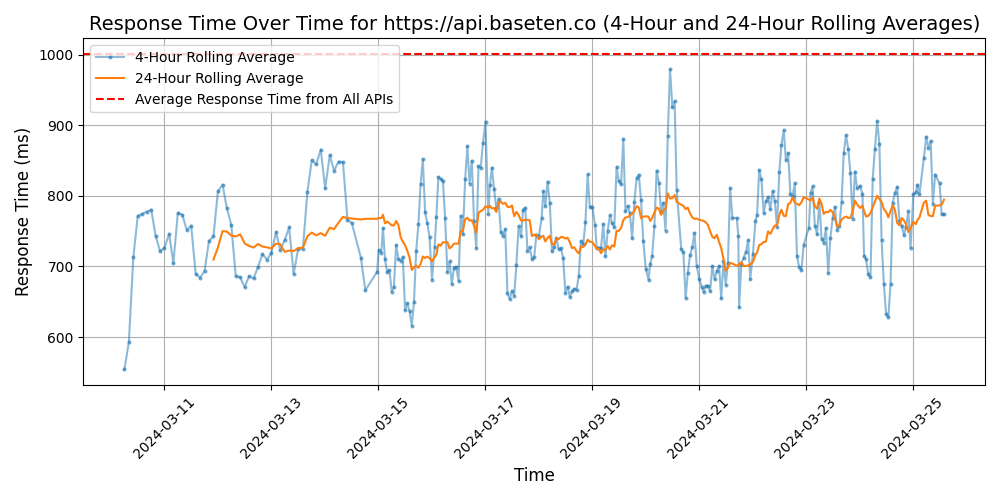 Response Time Over Time for https://api.baseten.co (4-Hour and 24-Hour Rolling Averages)
4-Hour Rolling Average
24-Hour Rolling Average
Average Response Time from All APIs
Response Time (ms)
1000
900
800
700
600
2024-03-11
2024-03-13
2024-03-15
2024-03-17
2024-03-19
2024-03-21
2024-03-23
2024-03-25
Time